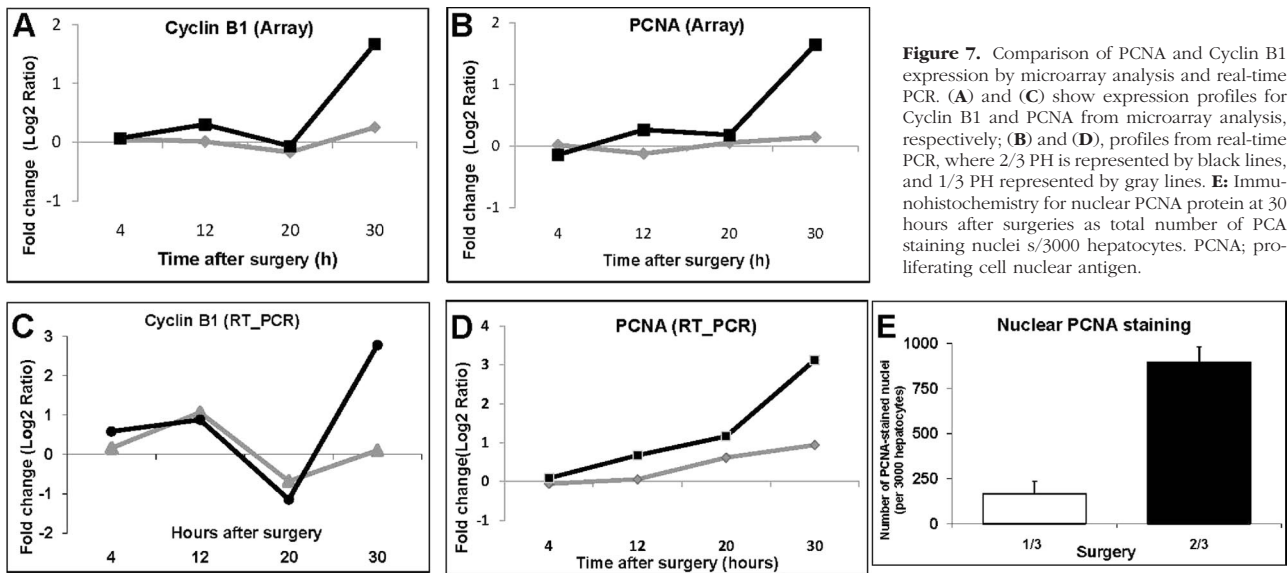 A
Cyclin B1 (Array)
Fold change (Log2 Ratio)
2
1
0
-1
4 12 20 30
Time after surgery (h)
B
PCNA (Array)
Fold change (Log2 Ratio)
2
1
0
-1
4 12 20 30
Time after surgery (h)
Figure 7. Comparison of PCNA and Cyclin B1
expression by microarray analysis and real-time
PCR. (A) and (C) show expression profiles for
Cyclin B1 and PCNA from microarray analysis,
respectively; (B) and (D), profiles from real-time
PCR, where 2/3 PH is represented by black lines,
and 1/3 PH represented by gray lines. E: Immu-
nohistochemistry for nuclear PCNA protein at 30
hours after surgeries as total number of PCA
staining nuclei s/3000 hepatocytes. PCNA; pro-
liferating cell nuclear antigen.
C
Cyclin B1 (RT_PCR)
Fold change (Log2 Ratio)
3
2
1
0
-1
-2
Hours after surgery
4 12 20 30
D
PCNA (RT_PCR)
Fold change(Log2 Ratio)
4
3
2
1
0
-1
4 12 20 30
Time after surgery (hours)
E
Nuclear PCNA staining
Number of PCNA-stained nuclei
(per 3000 hepatocytes)
1000
750
500
250
0
1/3 2/3
Surgery